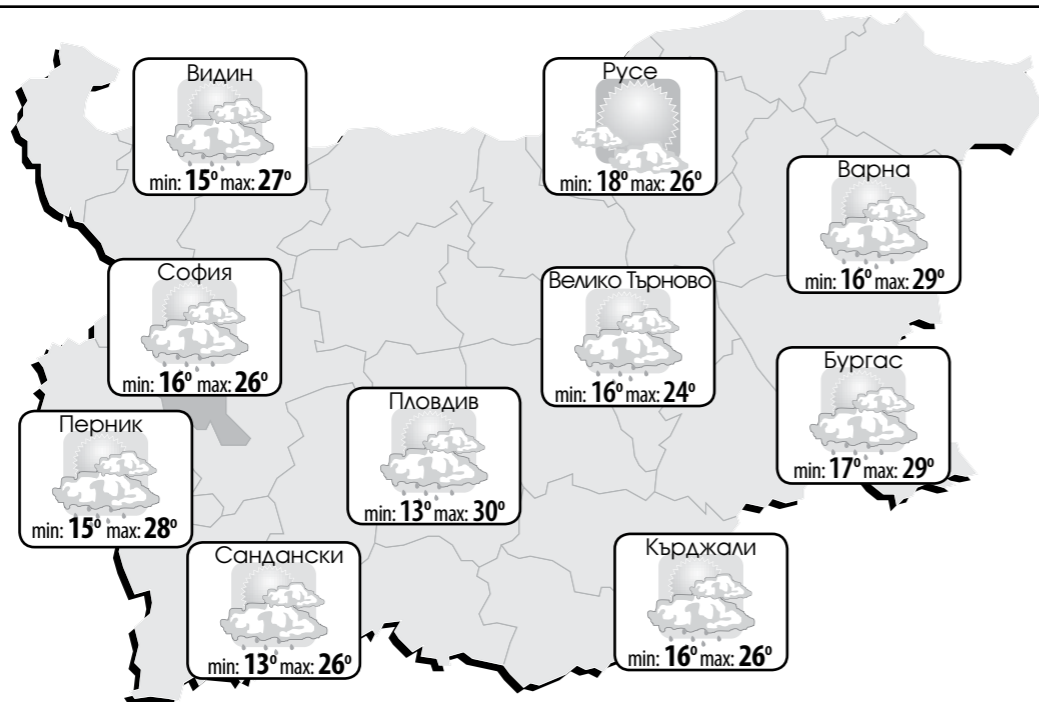 Видин
min: 15° max: 27°
Русе
min: 18° max: 26°
Варна
min: 16° max: 29°
София
min: 16° max: 26°
Велико Търново
min: 16° max: 24°
Бургас
min: 17° max: 29°
Пловдив
min: 13° max: 30°
Перник
min: 15° max: 28°
Сандански
min: 13° max: 26°
Кърджали
min: 16° max: 26°